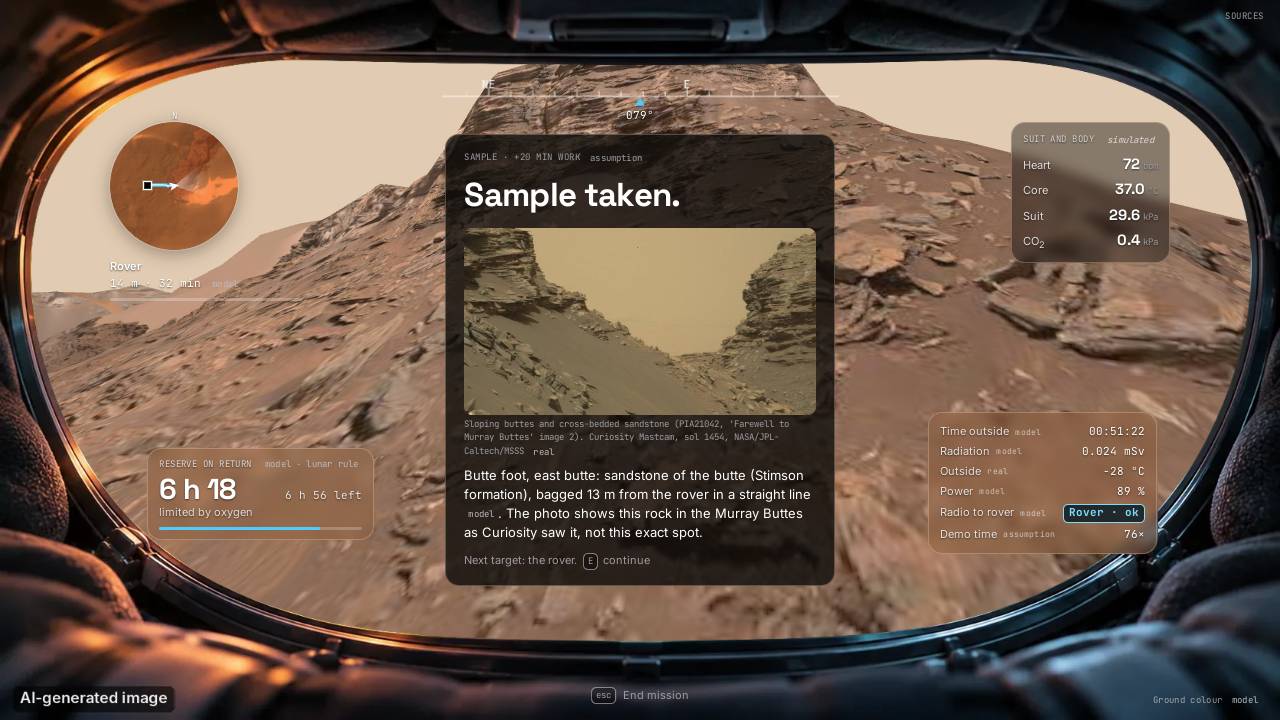 SOURCES
NE E
079°
N
Rover
14 m · 32 min model
SAMPLE · +20 MIN WORK assumption
Sample taken.
Sloping buttes and cross-bedded sandstone (PIA21042, 'Farewell to
Murray Buttes' image 2). Curiosity Mastcam, sol 1454, NASA/JPL-
Caltech/MSSS real
Butte foot, east butte: sandstone of the butte (Stimson
formation), bagged 13 m from the rover in a straight line
model . The photo shows this rock in the Murray Buttes
as Curiosity saw it, not this exact spot.
Next target: the rover. E continue
SUIT AND BODY simulated
Heart 72 bpm
Core 37.0 °C
Suit 29.6 kPa
CO2 0.4 kPa
RESERVE ON RETURN model · lunar rule
6 h 18 6 h 56 left
limited by oxygen
Time outside model 00:51:22
Radiation model 0.024 mSv
Outside real -28 °C
Power model 89 %
Radio to rover model Rover · ok
Demo time assumption 76×
AI-generated image
esc End mission
Ground colour model